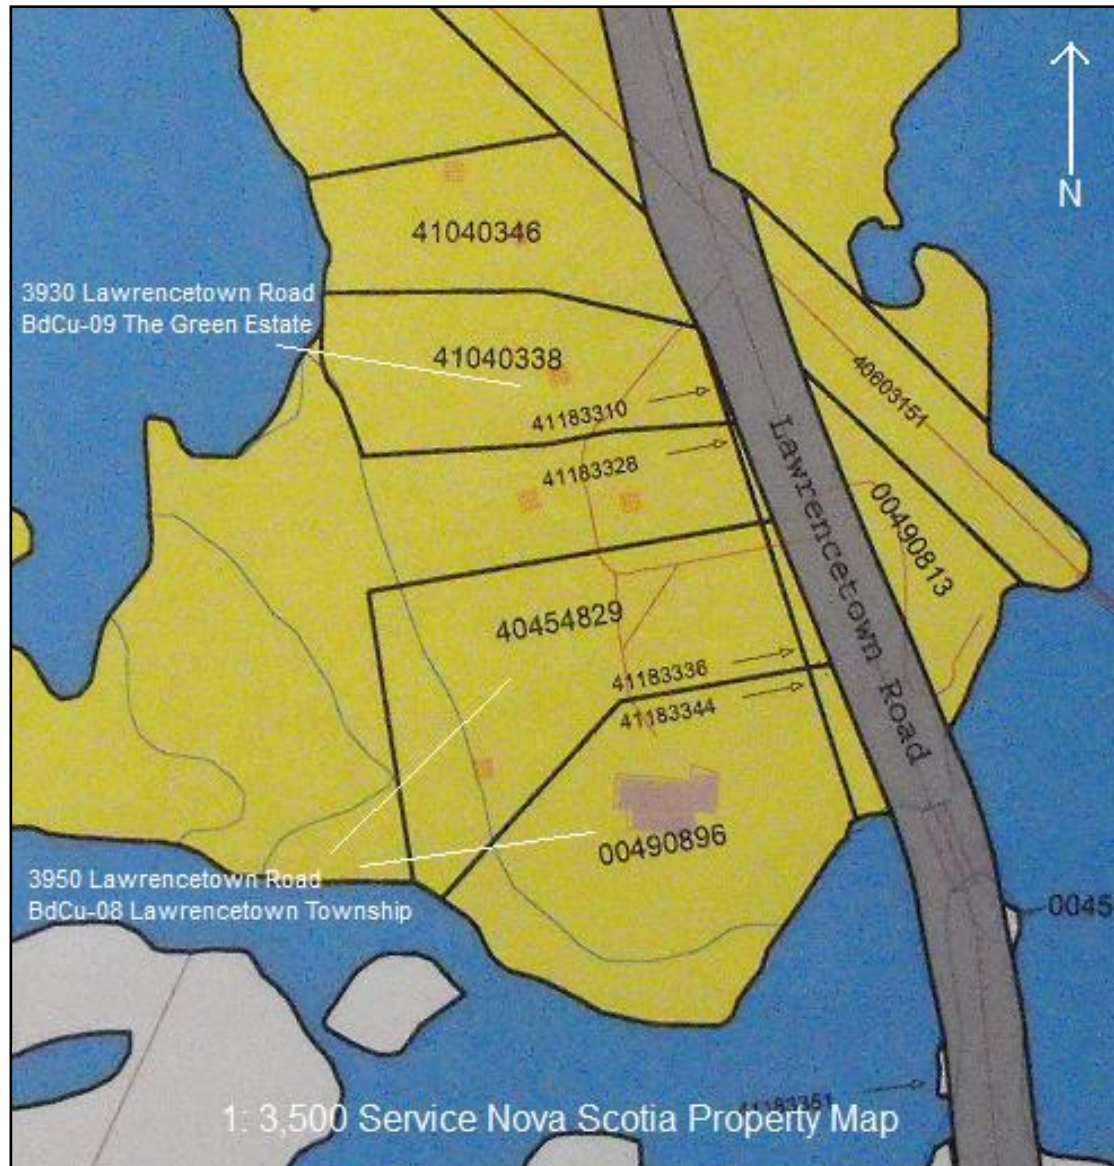 N
41040346
3930 Lawrencetown Road
BdCu-09 The Green Estate
41040338
40603151
41183310
41183328
Lawrencetown Road
00490813
40454829
41183336
41183344
00490896
3950 Lawrencetown Road
BdCu-08 Lawrencetown Township
0045
41183351
1: 3,500 Service Nova Scotia Property Map